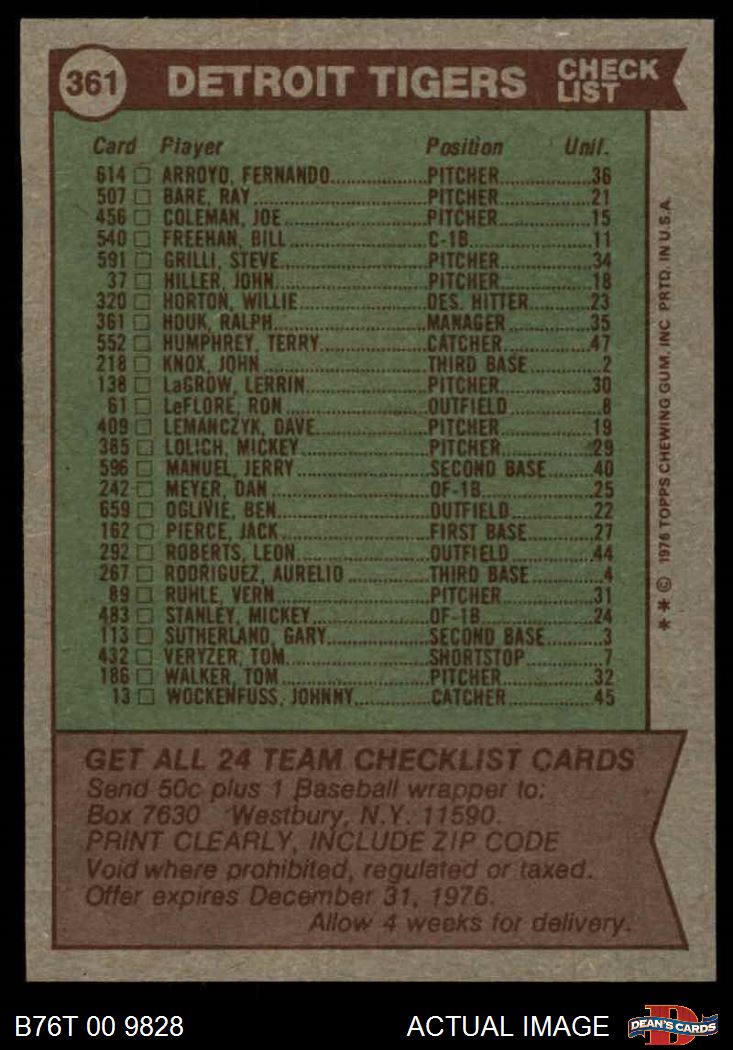 361 DETROIT TIGERS CHECK LIST
Card Player Position Unif.
614 ARROYO, FERNANDO PITCHER 36
507 BARE, RAY PITCHER 21
456 COLEMAN, JOE PITCHER 15
540 FREEHAN, BILL C-1B 11
591 GRILLI, STEVE PITCHER 34
37 HILLER, JOHN PITCHER 18
320 HORTON, WILLIE DES. HITTER 23
361 HOUK, RALPH MANAGER 35
552 HUMPHREY, TERRY CATCHER 47
218 KNOX, JOHN THIRD BASE 2
138 LaGROW, LERRIN PITCHER 30
61 LeFLORE, RON OUTFIELD 8
409 LEMANCZYK, DAVE PITCHER 19
385 LOLICH, MICKEY PITCHER 29
596 MANUEL, JERRY SECOND BASE 40
242 MEYER, DAN OF-1B 25
659 OGLIVIE, BEN OUTFIELD 22
162 PIERCE, JACK FIRST BASE 27
292 ROBERTS, LEON OUTFIELD 44
267 RODRIGUEZ, AURELIO THIRD BASE 4
89 RUHLE, VERN PITCHER 31
483 STANLEY, MICKEY OF-1B 24
113 SUTHERLAND, GARY SECOND BASE 3
432 VERYZER, TOM SHORTSTOP 7
186 WALKER, TOM PITCHER 32
13 WOCKENFUSS, JOHNNY CATCHER 45
★★© 1976 TOPPS CHEWING GUM, INC PRTD. IN U.S.A.
GET ALL 24 TEAM CHECKLIST CARDS
Send 50c plus 1 Baseball wrapper to:
Box 7630 Westbury, N.Y. 11590.
PRINT CLEARLY, INCLUDE ZIP CODE
Void where prohibited, regulated or taxed.
Offer expires December 31, 1976.
Allow 4 weeks for delivery.
B76T 00 9828 ACTUAL IMAGE D DEAN'S CARDS